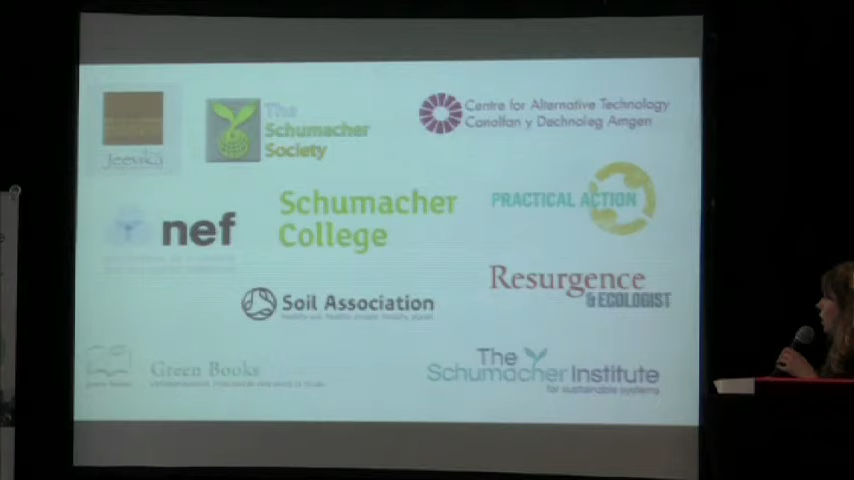 Jeevika
The
Schumacher
Society
Centre for Alternative Technology
Canolfan y Dechnoleg Amgen
nef
Schumacher
College
PRACTICAL ACTION
Resurgence
& ECOLOGIST
Soil Association
Green Books
The
Schumacher Institute
for sustainable systems